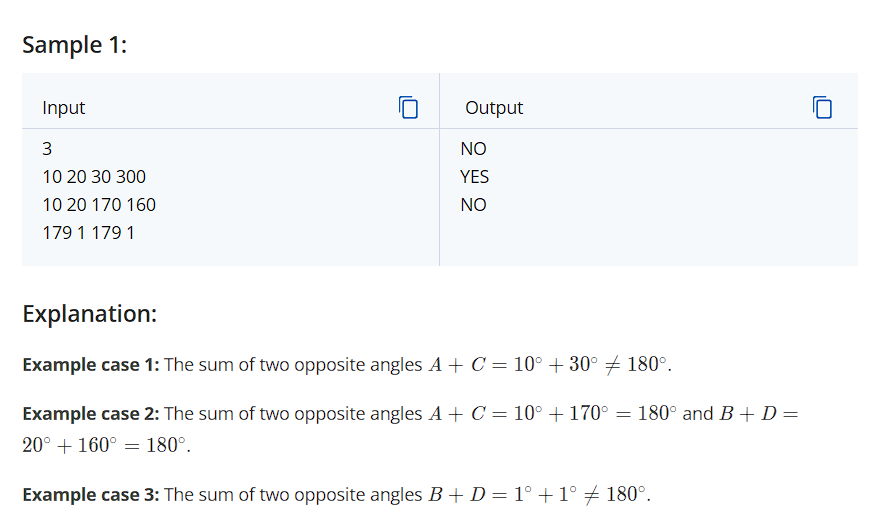 Sample 1:
Input
Output
3
10 20 30 300
10 20 170 160
179 1 179 1
NO
YES
NO
Explanation:
Example case 1: The sum of two opposite angles A + C = 10° + 30° ≠ 180°.
Example case 2: The sum of two opposite angles A + C = 10° + 170° = 180° and B + D =
20° + 160° = 180°.
Example case 3: The sum of two opposite angles B + D = 1° + 1° ≠ 180°.